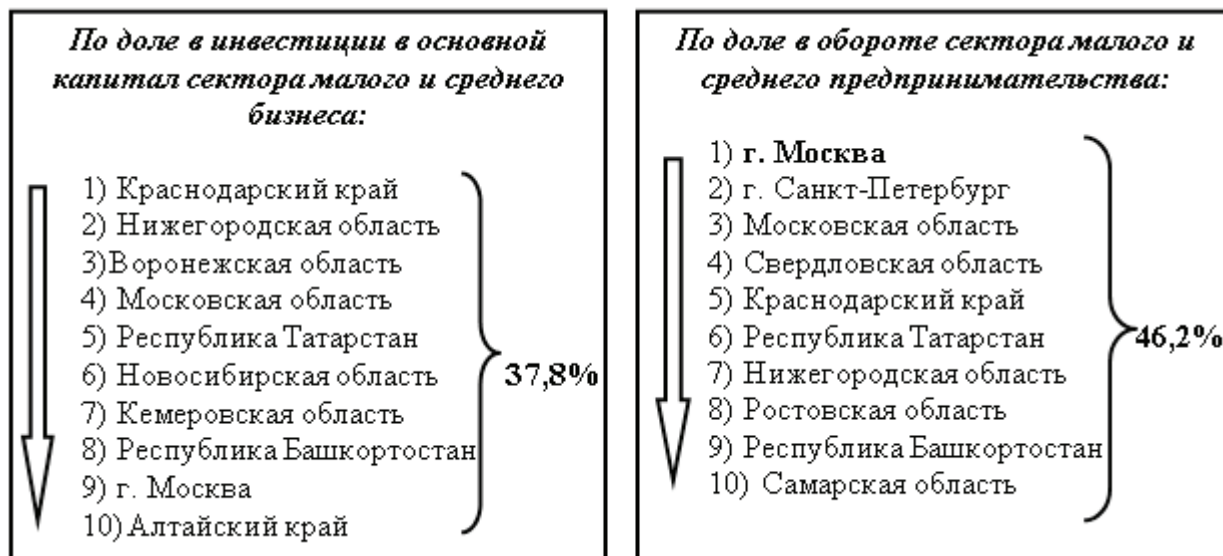 По доле в инвестиции в основной
капитал сектора малого и среднего
бизнеса:
1) Краснодарский край
2) Нижегородская область
3)Воронежская область
4) Московская область
5) Республика Татарстан
6) Новосибирская область
7) Кемеровская область
8) Республика Башкортостан
9) г. Москва
10) Алтайский край
37,8%
По доле в обороте сектора малого и
среднего предпринимательства:
1) г. Москва
2) г. Санкт-Петербург
3) Московская область
4) Свердловская область
5) Краснодарский край
6) Республика Татарстан
7) Нижегородская область
8) Ростовская область
9) Республика Башкортостан
10) Самарская область
46,2%